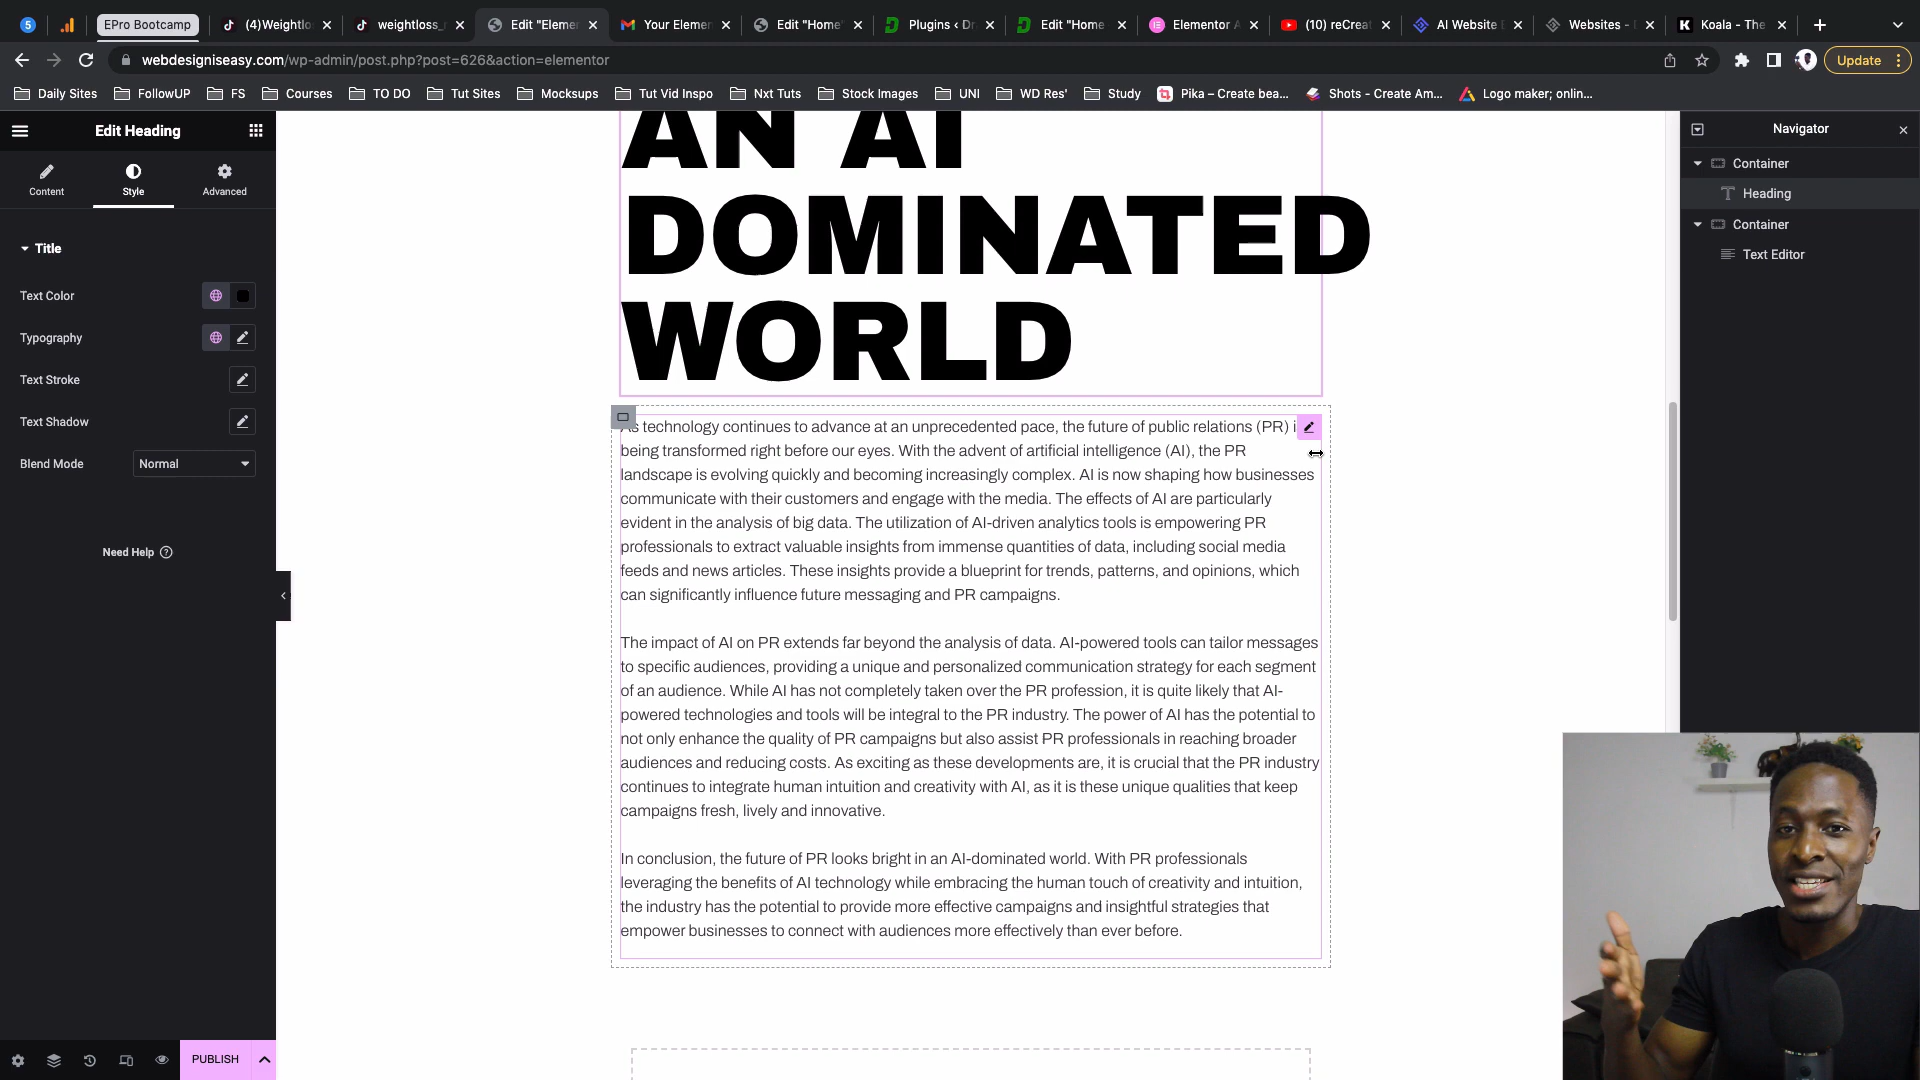 5
EPro Bootcamp
(4)Weightlo
weightloss_
Edit "Elemen
Your Elemen
Edit "Home"
Plugins ‹ Dr
Edit "Home
Elementor A
(10) reCreat
AI Website
Websites -
Koala - The
webdesigniseasy.com/wp-admin/post.php?post=626&action=elementor
Update
Daily Sites
FollowUP
FS
Courses
TO DO
Tut Sites
Mocksups
Tut Vid Inspo
Nxt Tuts
Stock Images
UNI
WD Res'
Study
Pika – Create bea...
Shots - Create Am...
Logo maker; onlin...
Edit Heading
Content
Style
Advanced
Title
Text Color
Typography
Text Stroke
Text Shadow
Blend Mode
Normal
Need Help
PUBLISH
AN AI
DOMINATED
WORLD
As technology continues to advance at an unprecedented pace, the future of public relations (PR) i
being transformed right before our eyes. With the advent of artificial intelligence (AI), the PR
landscape is evolving quickly and becoming increasingly complex. AI is now shaping how businesses
communicate with their customers and engage with the media. The effects of AI are particularly
evident in the analysis of big data. The utilization of AI-driven analytics tools is empowering PR
professionals to extract valuable insights from immense quantities of data, including social media
feeds and news articles. These insights provide a blueprint for trends, patterns, and opinions, which
can significantly influence future messaging and PR campaigns.
The impact of AI on PR extends far beyond the analysis of data. AI-powered tools can tailor messages
to specific audiences, providing a unique and personalized communication strategy for each segment
of an audience. While AI has not completely taken over the PR profession, it is quite likely that AI-
powered technologies and tools will be integral to the PR industry. The power of AI has the potential to
not only enhance the quality of PR campaigns but also assist PR professionals in reaching broader
audiences and reducing costs. As exciting as these developments are, it is crucial that the PR industry
continues to integrate human intuition and creativity with AI, as it is these unique qualities that keep
campaigns fresh, lively and innovative.
In conclusion, the future of PR looks bright in an AI-dominated world. With PR professionals
leveraging the benefits of AI technology while embracing the human touch of creativity and intuition,
the industry has the potential to provide more effective campaigns and insightful strategies that
empower businesses to connect with audiences more effectively than ever before.
Navigator
Container
Heading
Container
Text Editor